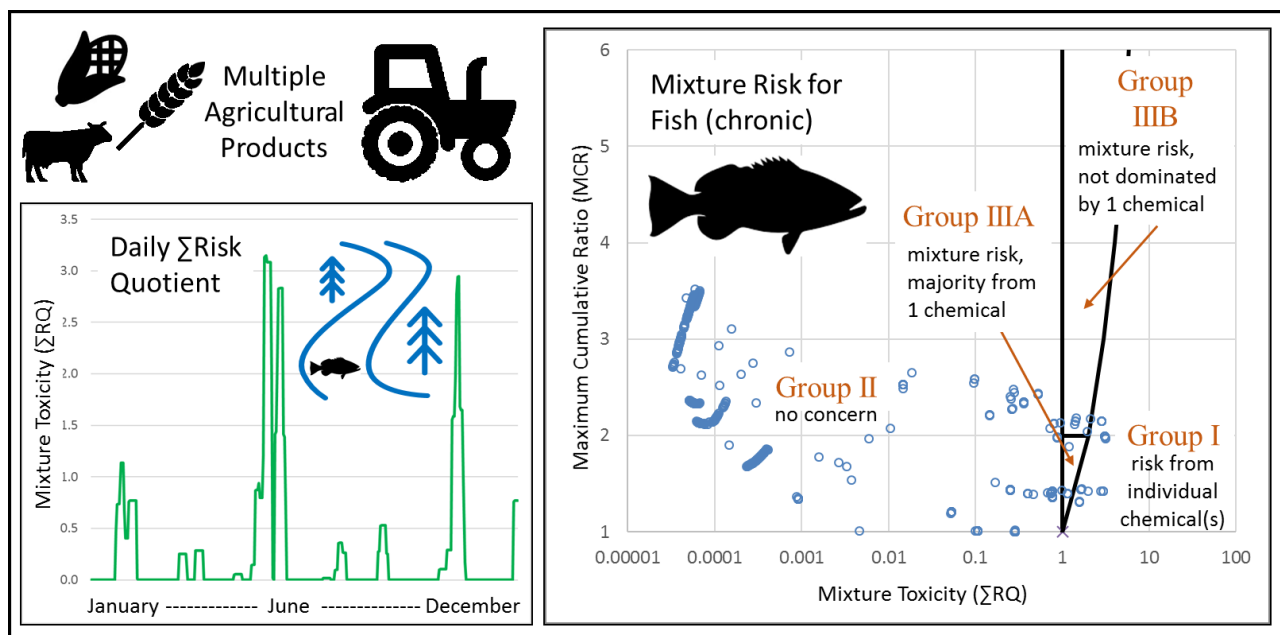 Multiple
Agricultural
Products
Daily ∑Risk
Quotient
Mixture Toxicity (∑RQ)
3.5
3.0
2.5
2.0
1.5
1.0
0.5
0.0
January ------------- June -------------- December
Mixture Risk for
Fish (chronic)
Group
IIIB
mixture risk,
not dominated
by 1 chemical
Group IIIA
mixture risk,
majority from
1 chemical
Group II
no concern
Group I
risk from
individual
chemical(s)
Maximum Cumulative Ratio (MCR)
6
5
4
3
2
1
0.00001 0.0001 0.001 0.01 0.1 1 10 100
Mixture Toxicity (∑RQ)